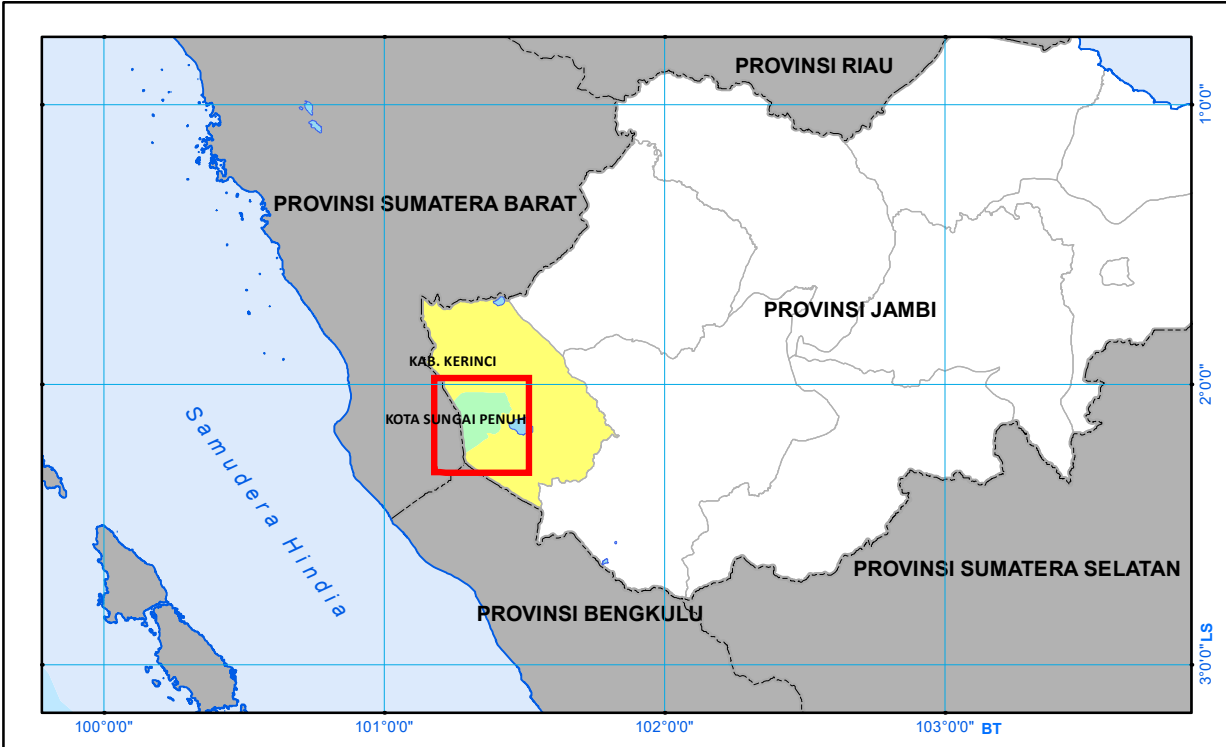 PROVINSI RIAU
1°0'0"
PROVINSI SUMATERA BARAT
PROVINSI JAMBI
KAB. KERINCI
2°0'0"
KOTA SUNGAI PENUH
Samudera Hindia
PROVINSI SUMATERA SELATAN
PROVINSI BENGKULU
3°0'0" LS
100°0'0"
101°0'0"
102°0'0"
103°0'0" BT